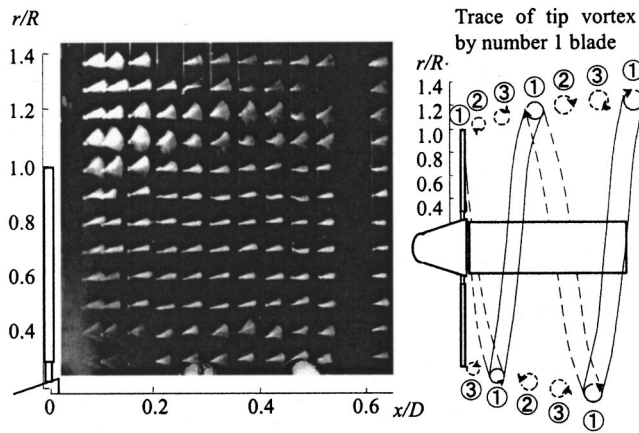 r/R
1.4
1.2
1.0
0.8
0.6
0.4
0 0.2 0.4 0.6
x/D
Trace of tip vortex
by number 1 blade
r/R
1.4
1.2
1.0
0.8
0.6
0.4
① ② ③ ① ② ③ ①
③ ① ② ③ ①